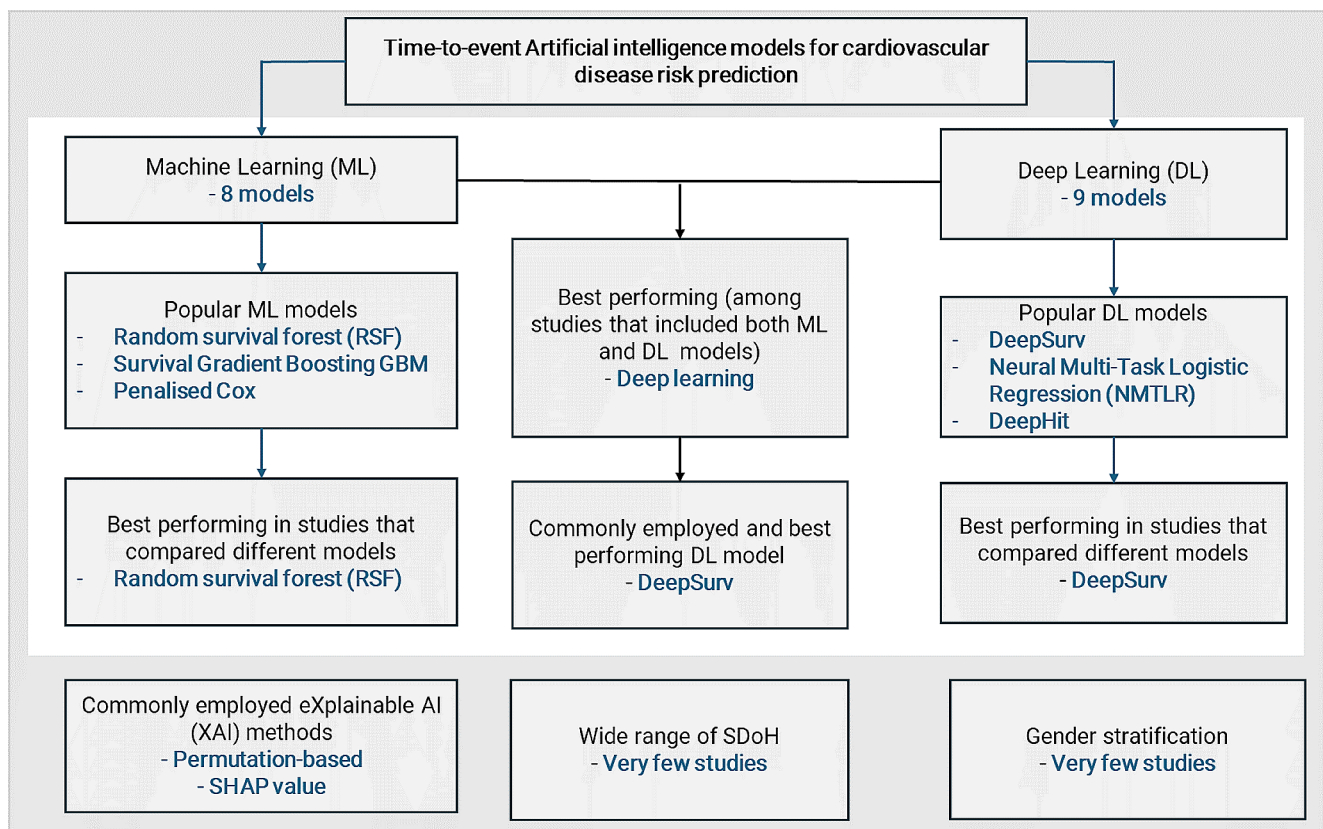 Time-to-event Artificial intelligence models for cardiovascular
disease risk prediction
Machine Learning (ML)
- 8 models
Deep Learning (DL)
- 9 models
Popular ML models
- Random survival forest (RSF)
- Survival Gradient Boosting GBM
- Penalised Cox
Best performing (among
studies that included both ML
and DL models)
- Deep learning
Popular DL models
- DeepSurv
- Neural Multi-Task Logistic
Regression (NMTLR)
- DeepHit
Best performing in studies that
compared different models
- Random survival forest (RSF)
Commonly employed and best
performing DL model
- DeepSurv
Best performing in studies that
compared different models
- DeepSurv
Commonly employed eXplainable AI
(XAI) methods
- Permutation-based
- SHAP value
Wide range of SDoH
- Very few studies
Gender stratification
- Very few studies